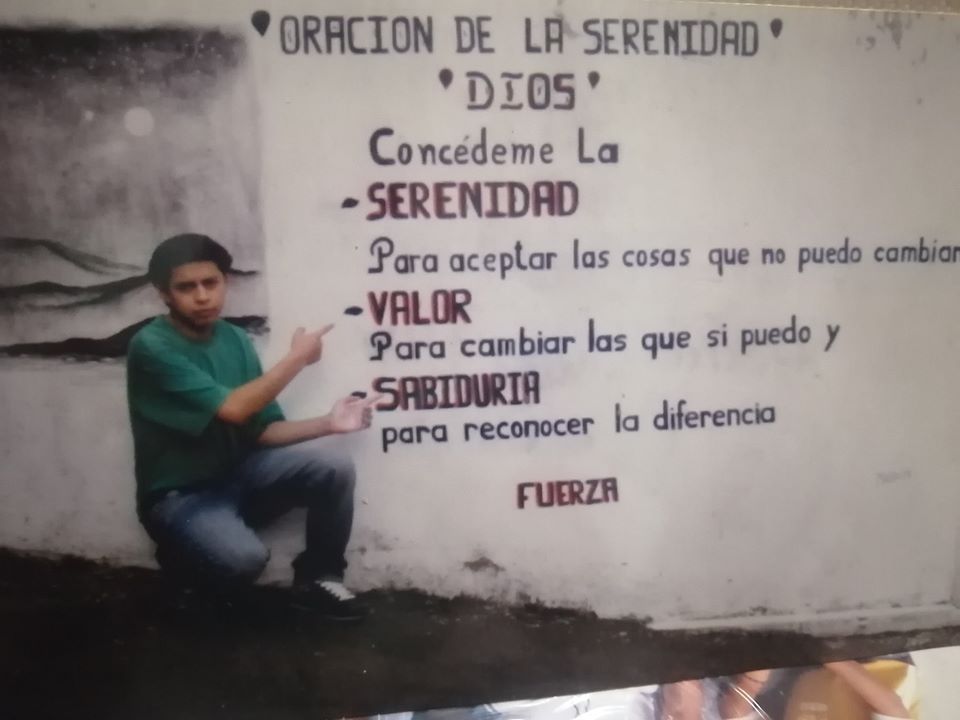 ORACION DE LA SERENIDAD
DIOS
Concédeme La
-SERENIDAD
Para aceptar las cosas que no puedo cambiar
-VALOR
Para cambiar las que si puedo y
-SABIDURIA
para reconocer la diferencia
FUERZA